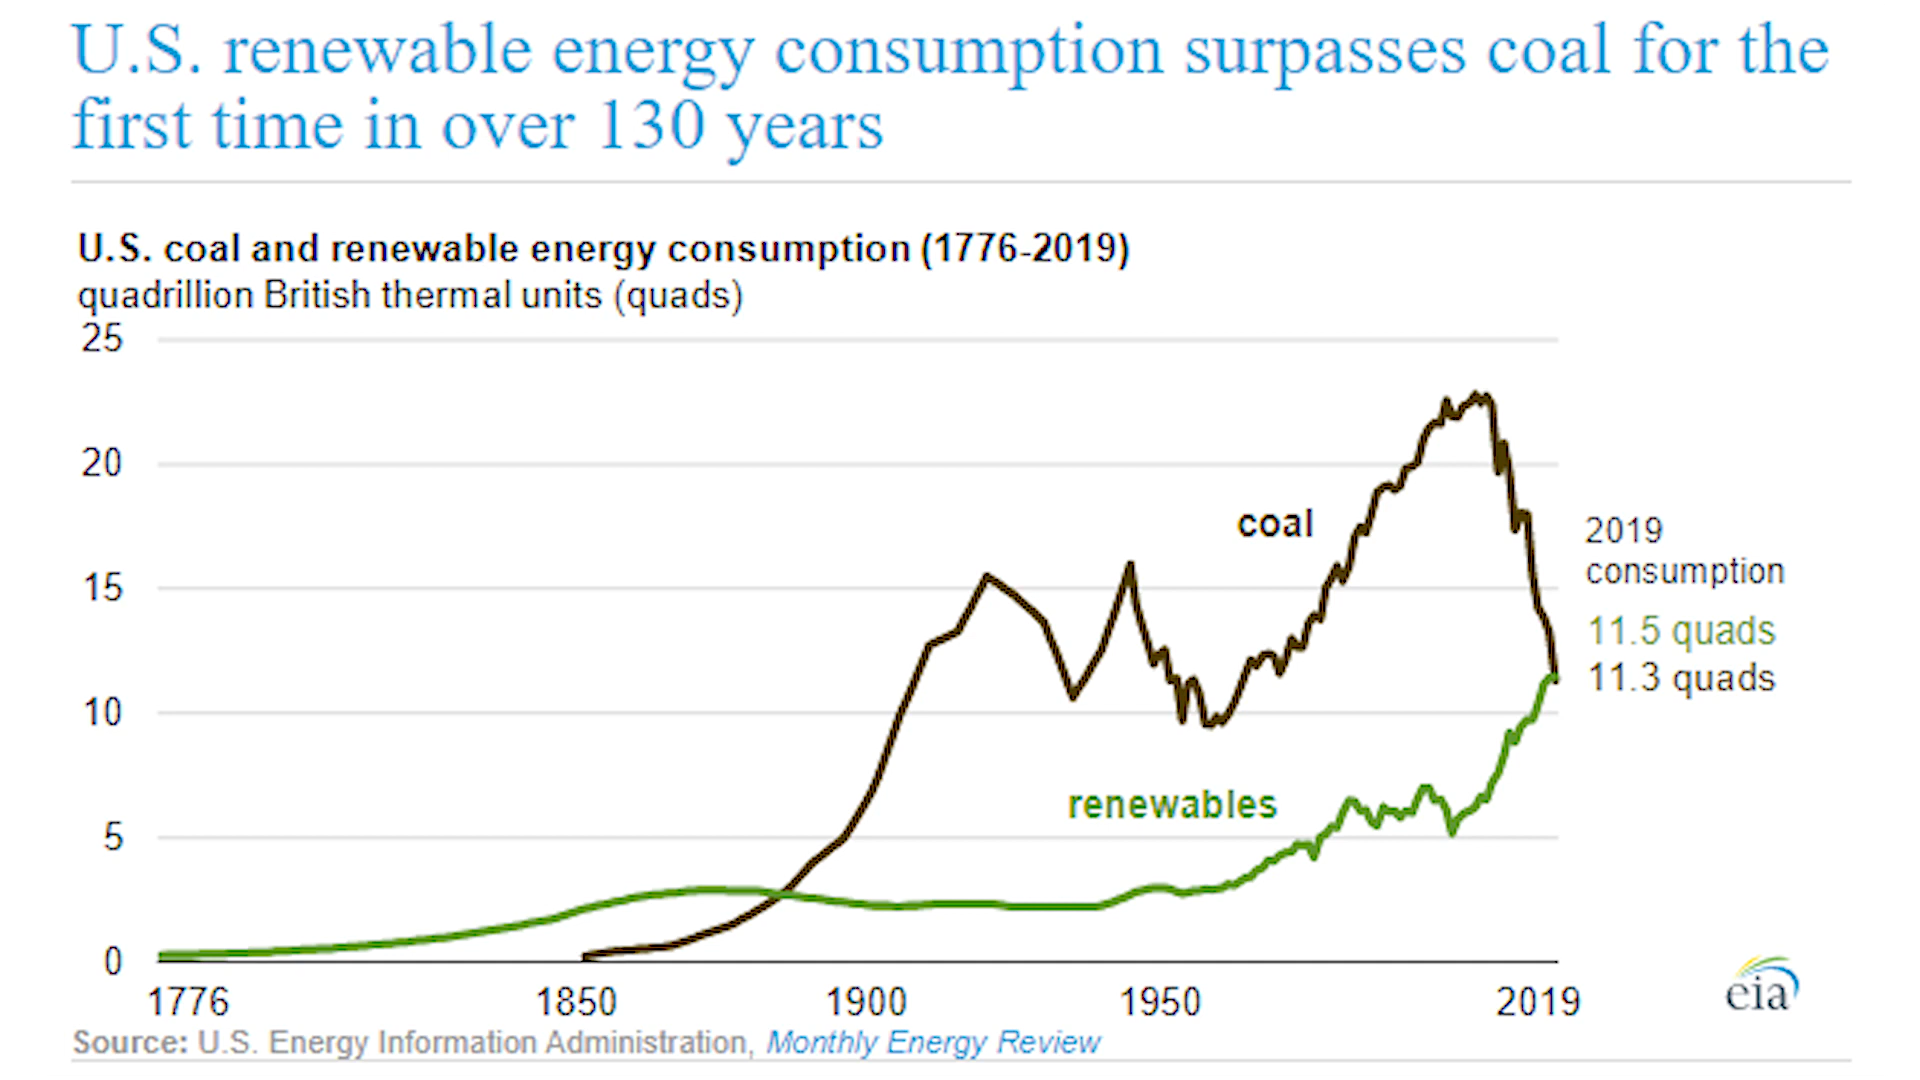 U.S. renewable energy consumption surpasses coal for the
first time in over 130 years
U.S. coal and renewable energy consumption (1776-2019)
quadrillion British thermal units (quads)
25
20
15
10
5
0
coal
renewables
2019
consumption
11.5 quads
11.3 quads
1776 1850 1900 1950 2019
eia
Source: U.S. Energy Information Administration, Monthly Energy Review